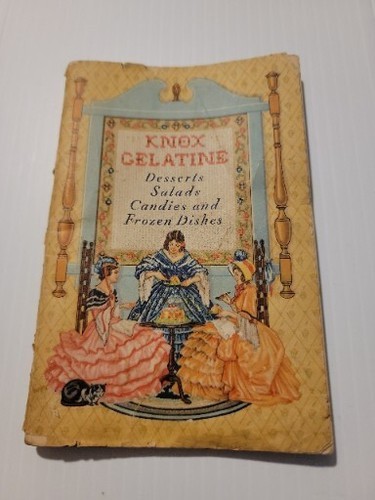 KNOX
GELATINE
Desserts
Salads
Candies and
Frozen Dishes